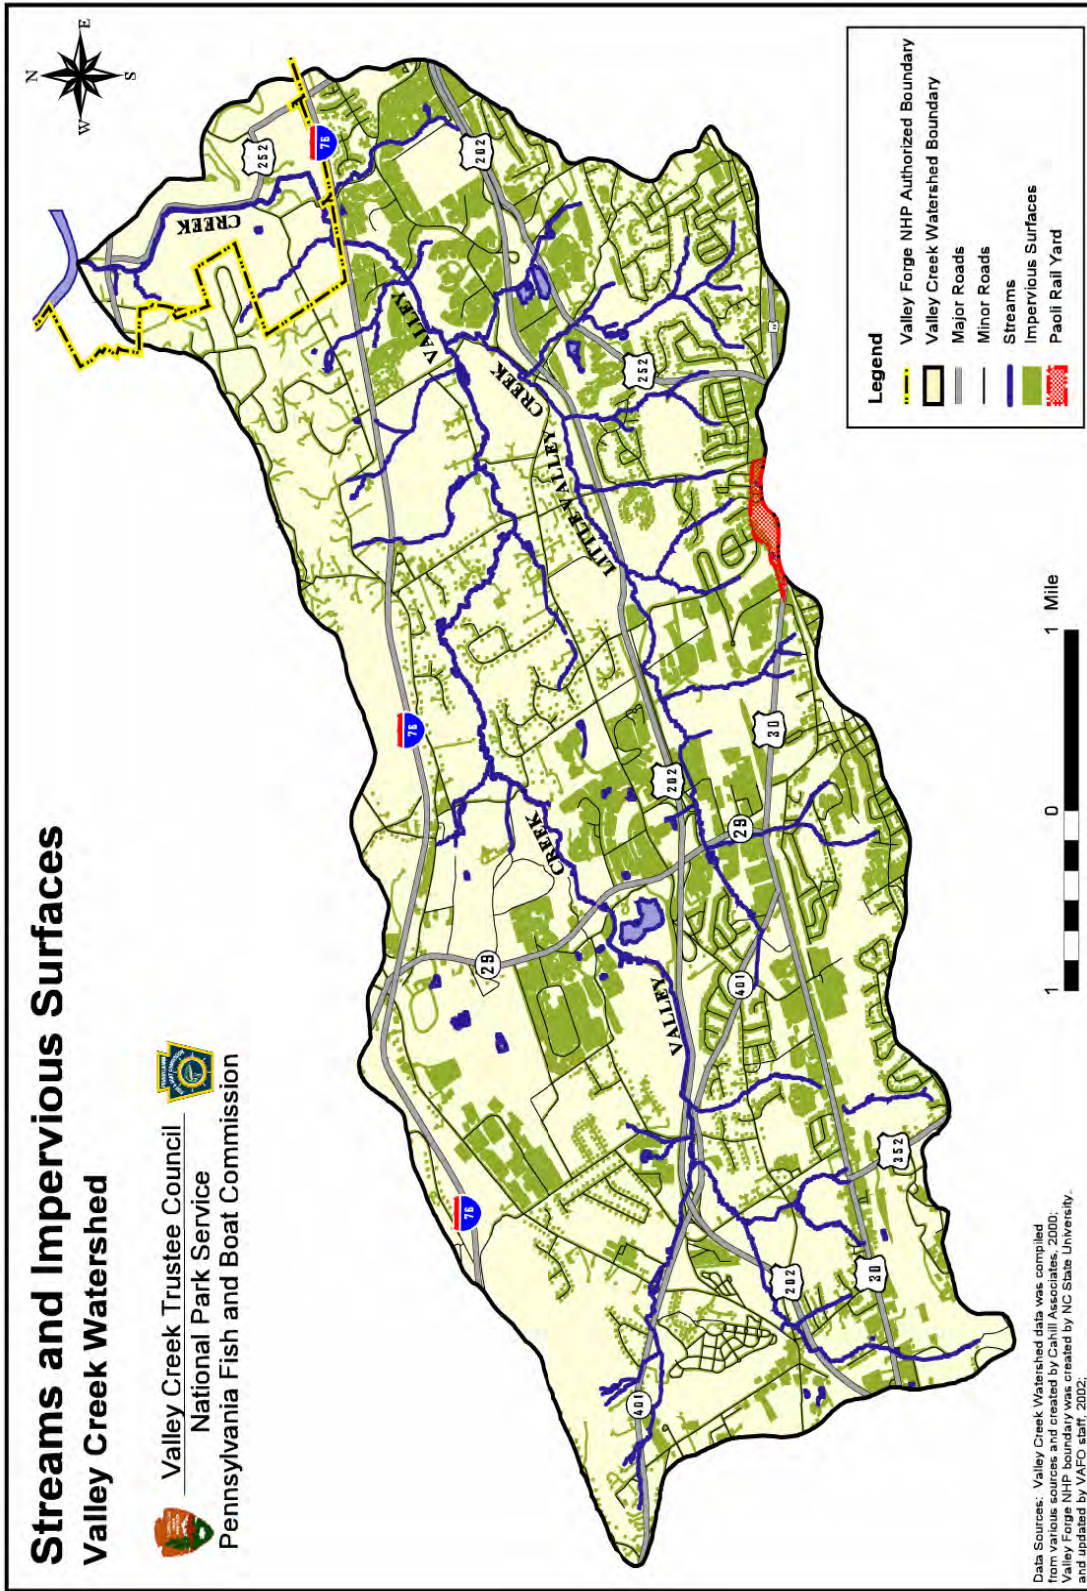 Streams and Impervious Surfaces
Valley Creek Watershed
Valley Creek Trustee Council
National Park Service
Pennsylvania Fish and Boat Commission
N
E
S
W
252
76
CREEK
202
VALLEY
CREEK
LITTLE VALLEY
252
76
CREEK
202
30
29
29
401
VALLEY
76
352
202
30
401
Legend
Valley Forge NHP Authorized Boundary
Valley Creek Watershed Boundary
Major Roads
Minor Roads
Streams
Impervious Surfaces
Paoli Rail Yard
1 0 1 Mile
Data Sources: Valley Creek Watershed data was compiled
from various sources and created by Cahill Associates, 2000;
Valley Forge NHP boundary was created by NC State University,
and updated by VAFO staff, 2002;